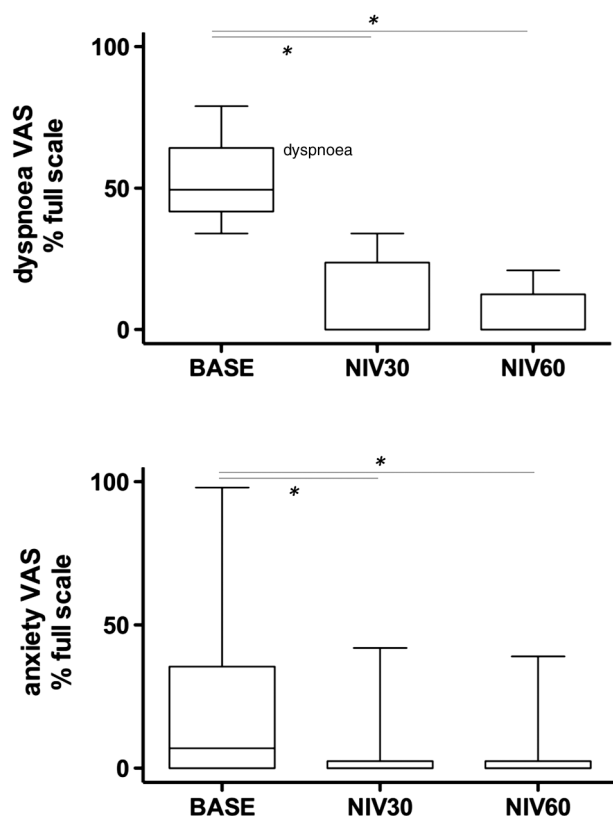 *
100
*
dyspnoea VAS
% full scale
dyspnoea
50
0
BASE NIV30 NIV60
*
100
*
anxiety VAS
% full scale
50
0
BASE NIV30 NIV60